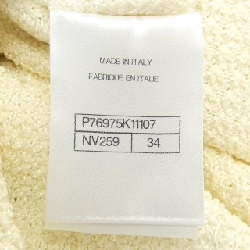 MADE IN ITALY
FABRIQUE EN ITALIE
P76975K11107
NV259 34